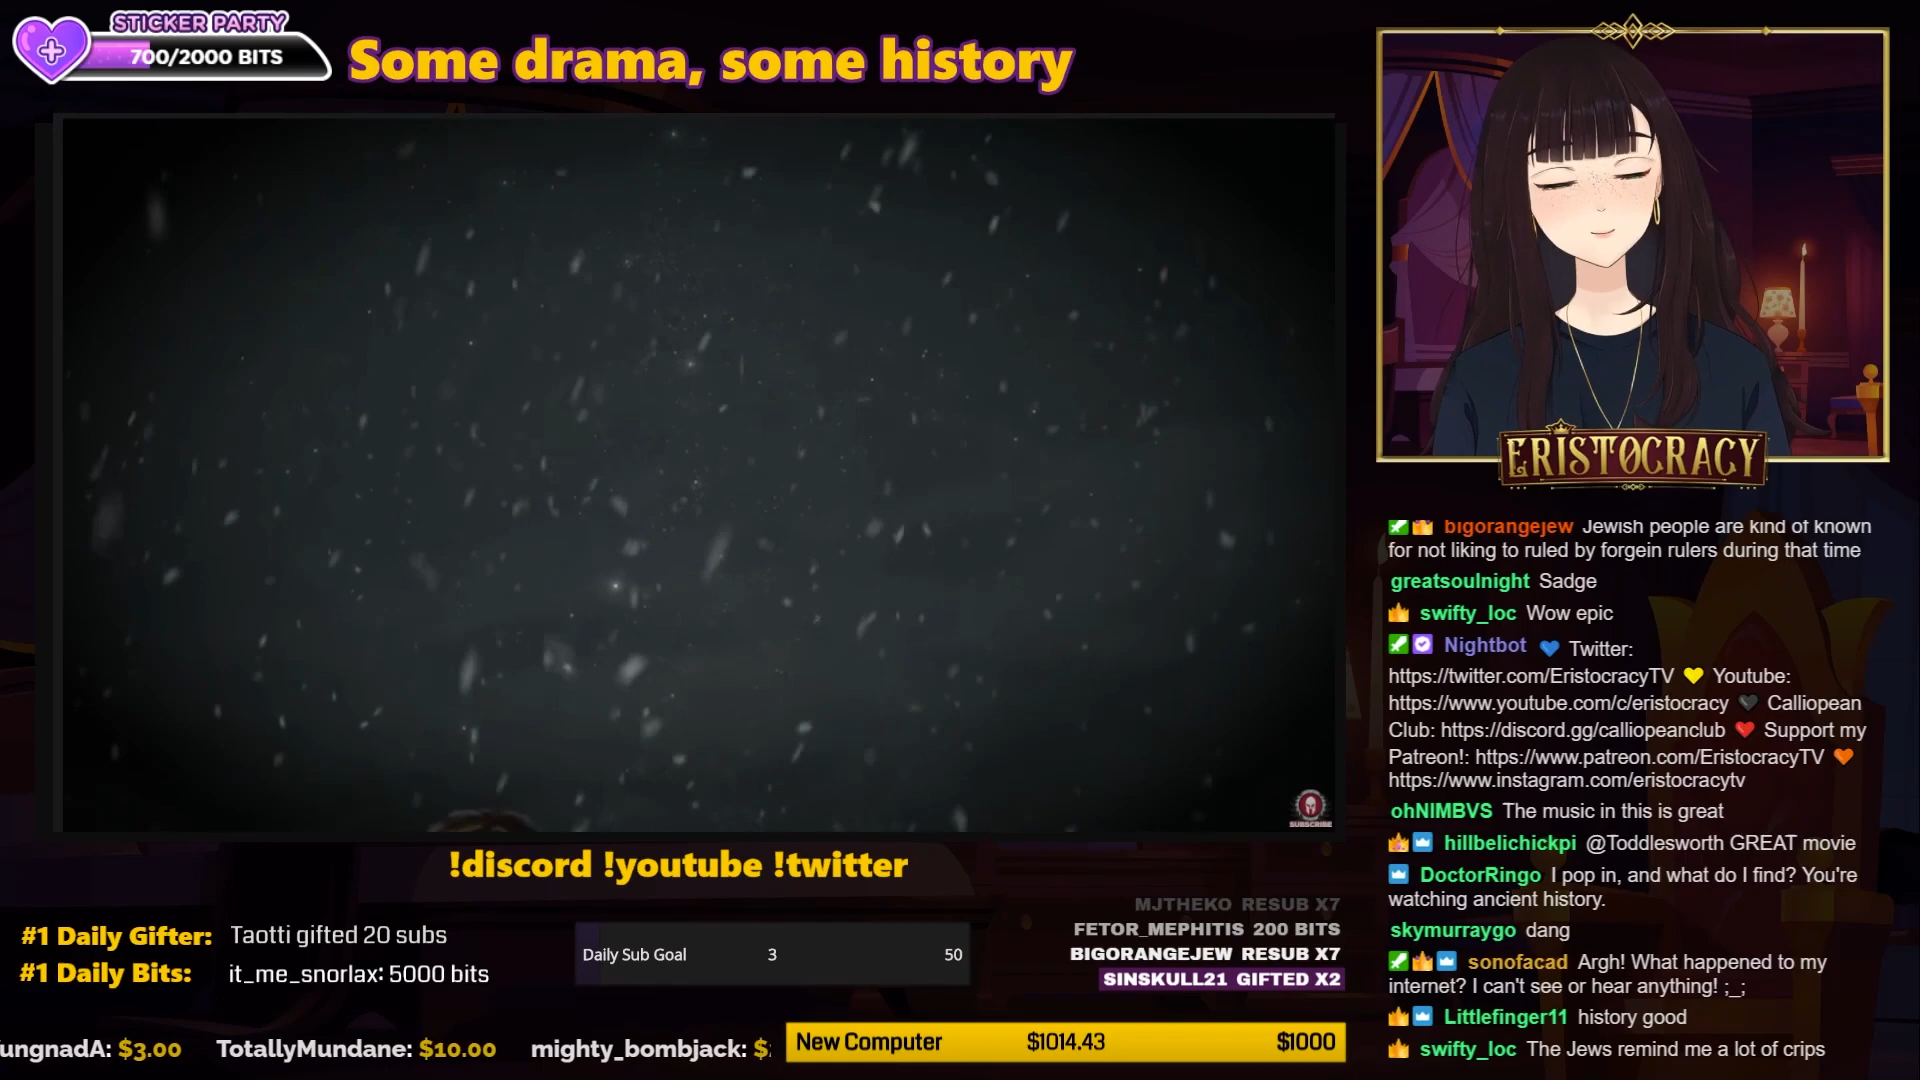 STICKER PARTY
700/2000 BITS
Some drama, some history
SUBSCRIBE
ERISTOCRACY
bigorangejew Jewish people are kind of known
for not liking to ruled by forgein rulers during that time
greatsoulnight Sadge
swifty_loc Wow epic
Nightbot 💙 Twitter:
https://twitter.com/EristocracyTV 💛 Youtube:
https://www.youtube.com/c/eristocracy 🖤 Calliopean
Club: https://discord.gg/calliopeanclub ❤️ Support my
Patreon!: https://www.patreon.com/EristocracyTV 🧡
https://www.instagram.com/eristocracytv
ohNIMBVS The music in this is great
hillbelichickpi @Toddlesworth GREAT movie
DoctorRingo I pop in, and what do I find? You're
watching ancient history.
skymurraygo dang
sonofacad Argh! What happened to my
internet? I can't see or hear anything! ;_;
Littlefinger11 history good
swifty_loc The Jews remind me a lot of crips
!discord !youtube !twitter
#1 Daily Gifter: Taotti gifted 20 subs
#1 Daily Bits: it_me_snorlax: 5000 bits
Daily Sub Goal 3 50
MJTHEKO RESUB X7
FETOR_MEPHITIS 200 BITS
BIGORANGEJEW RESUB X7
SINSKULL21 GIFTED X2
ungnadA: $3.00 TotallyMundane: $10.00 mighty_bombjack: $
New Computer $1014.43 $1000